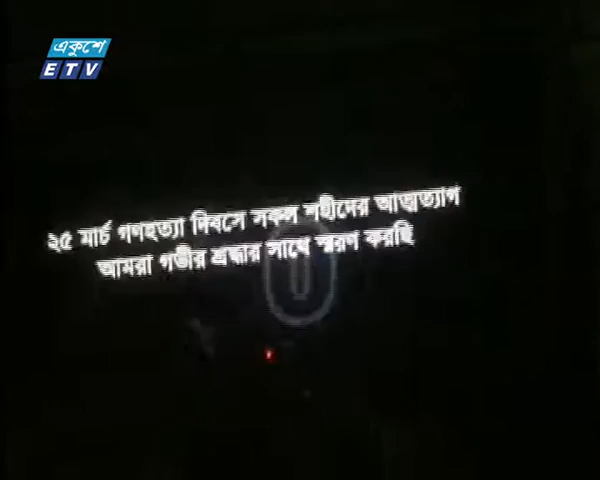 একুশে
ETV
২৫ মার্চ গণহত্যা দিবসে সকল শহীদের আত্মত্যাগ
আমরা গভীর শ্রদ্ধার সাথে স্মরণ করছি